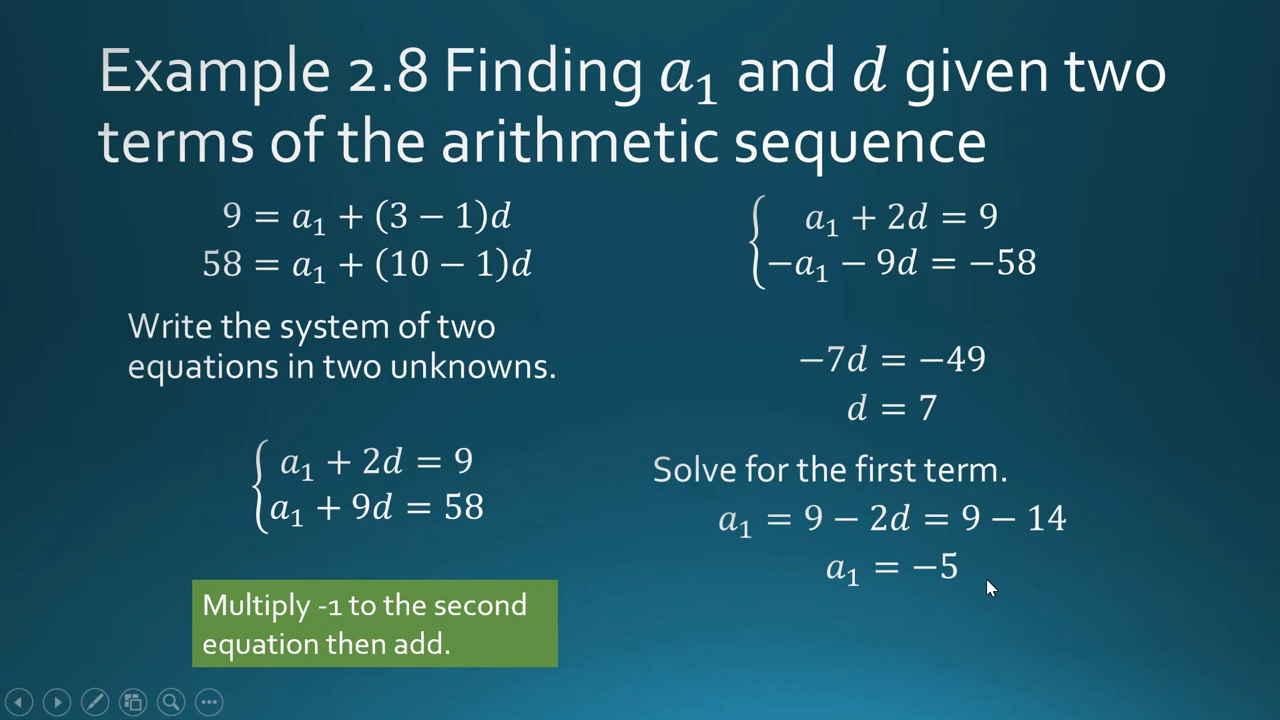 Example 2.8 Finding a₁ and d given two
terms of the arithmetic sequence
9 = a₁ + (3 − 1)d
58 = a₁ + (10 − 1)d
Write the system of two
equations in two unknowns.
a₁ + 2d = 9
a₁ + 9d = 58
Multiply -1 to the second
equation then add.
a₁ + 2d = 9
−a₁ − 9d = −58
−7d = −49
d = 7
Solve for the first term.
a₁ = 9 − 2d = 9 − 14
a₁ = −5